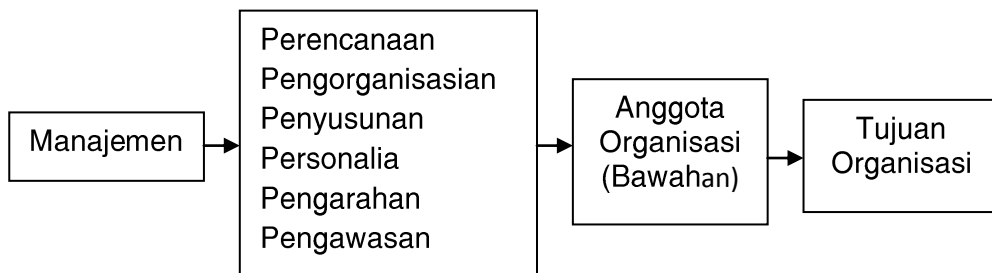 Manajemen
Perencanaan
Pengorganisasian
Penyusunan
Personalia
Pengarahan
Pengawasan
Anggota
Organisasi
(Bawahan)
Tujuan
Organisasi